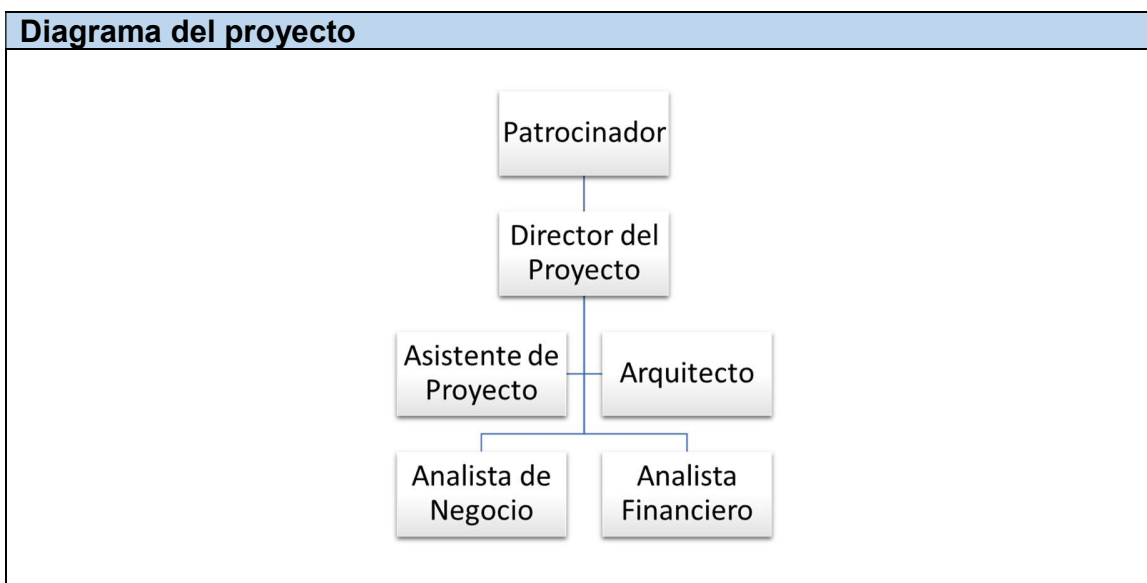 Diagrama del proyecto
Patrocinador
Director del
Proyecto
Asistente de
Proyecto
Arquitecto
Analista de
Negocio
Analista
Financiero